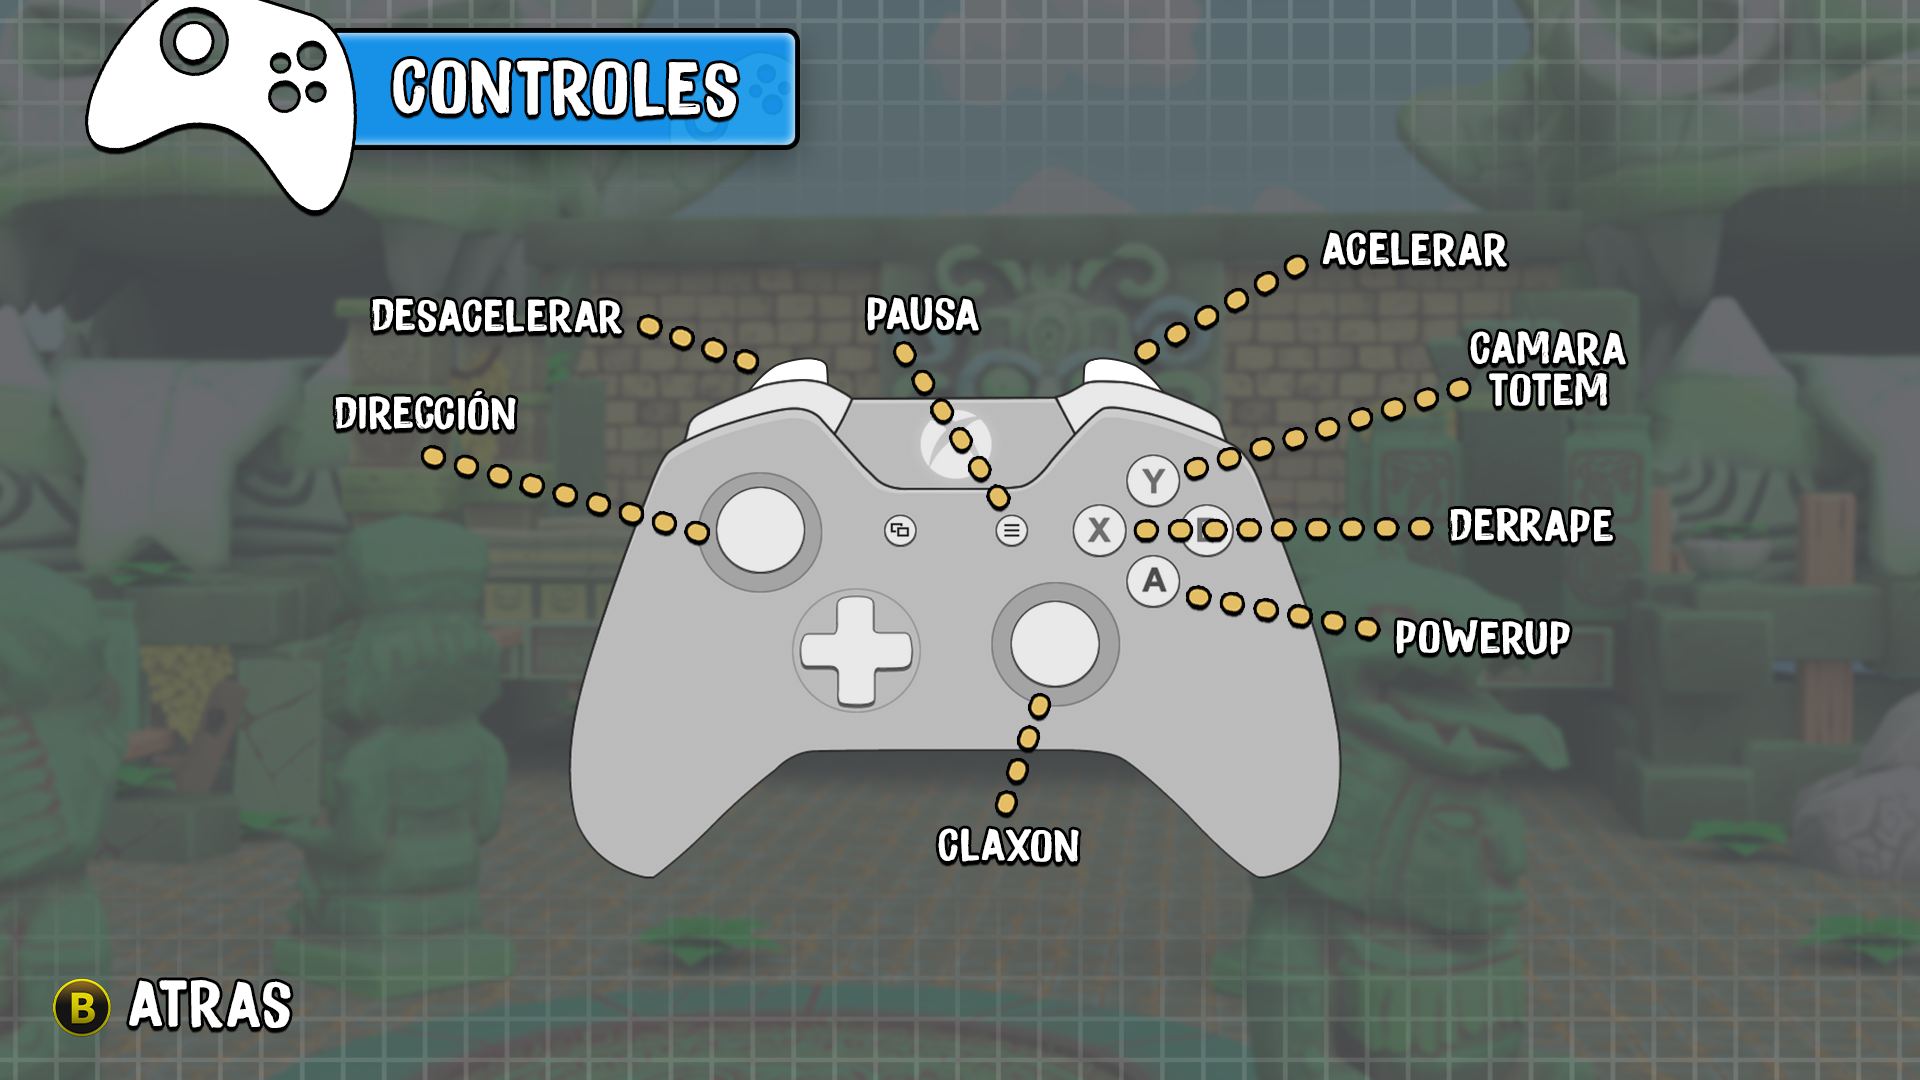 CONTROLES
ACELERAR
DESACELERAR
PAUSA
CAMARA
TOTEM
DIRECCIÓN
Y
X
DERRAPE
A
POWERUP
CLAXON
B ATRAS